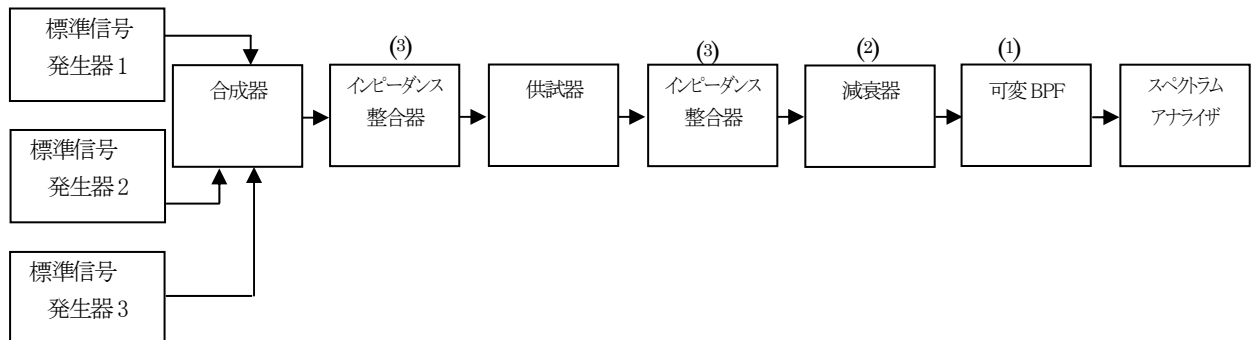 標準信号
発生器1
標準信号
発生器2
標準信号
発生器3
合成器
(3)
インピーダンス
整合器
供試器
(3)
インピーダンス
整合器
(2)
減衰器
(1)
可変BPF
スペクトラム
アナライザ